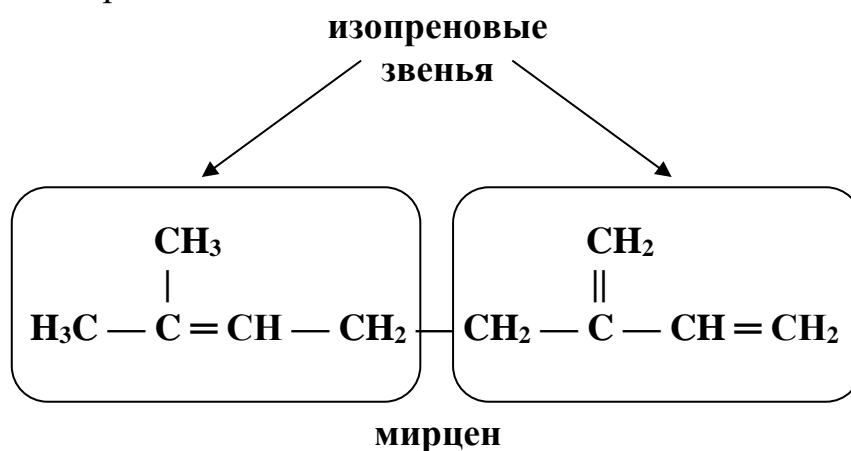 изопреновые
звенья
CH₃ CH₂
| ||
H₃C — C = CH — CH₂ — CH₂ — C — CH = CH₂
мирцен